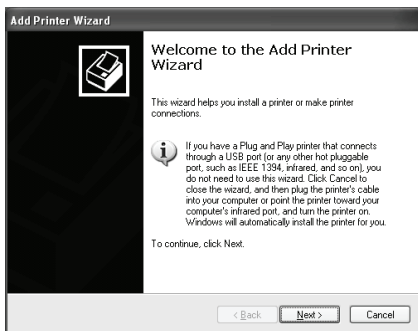 Add Printer Wizard
Welcome to the Add Printer
Wizard
This wizard helps you install a printer or make printer
connections.
If you have a Plug and Play printer that connects
through a USB port (or any other hot pluggable
port, such as IEEE 1394, infrared, and so on), you
do not need to use this wizard. Click Cancel to
close the wizard, and then plug the printer's cable
into your computer or point the printer toward your
computer's infrared port, and turn the printer on.
Windows will automatically install the printer for you.
To continue, click Next.
< Back Next > Cancel